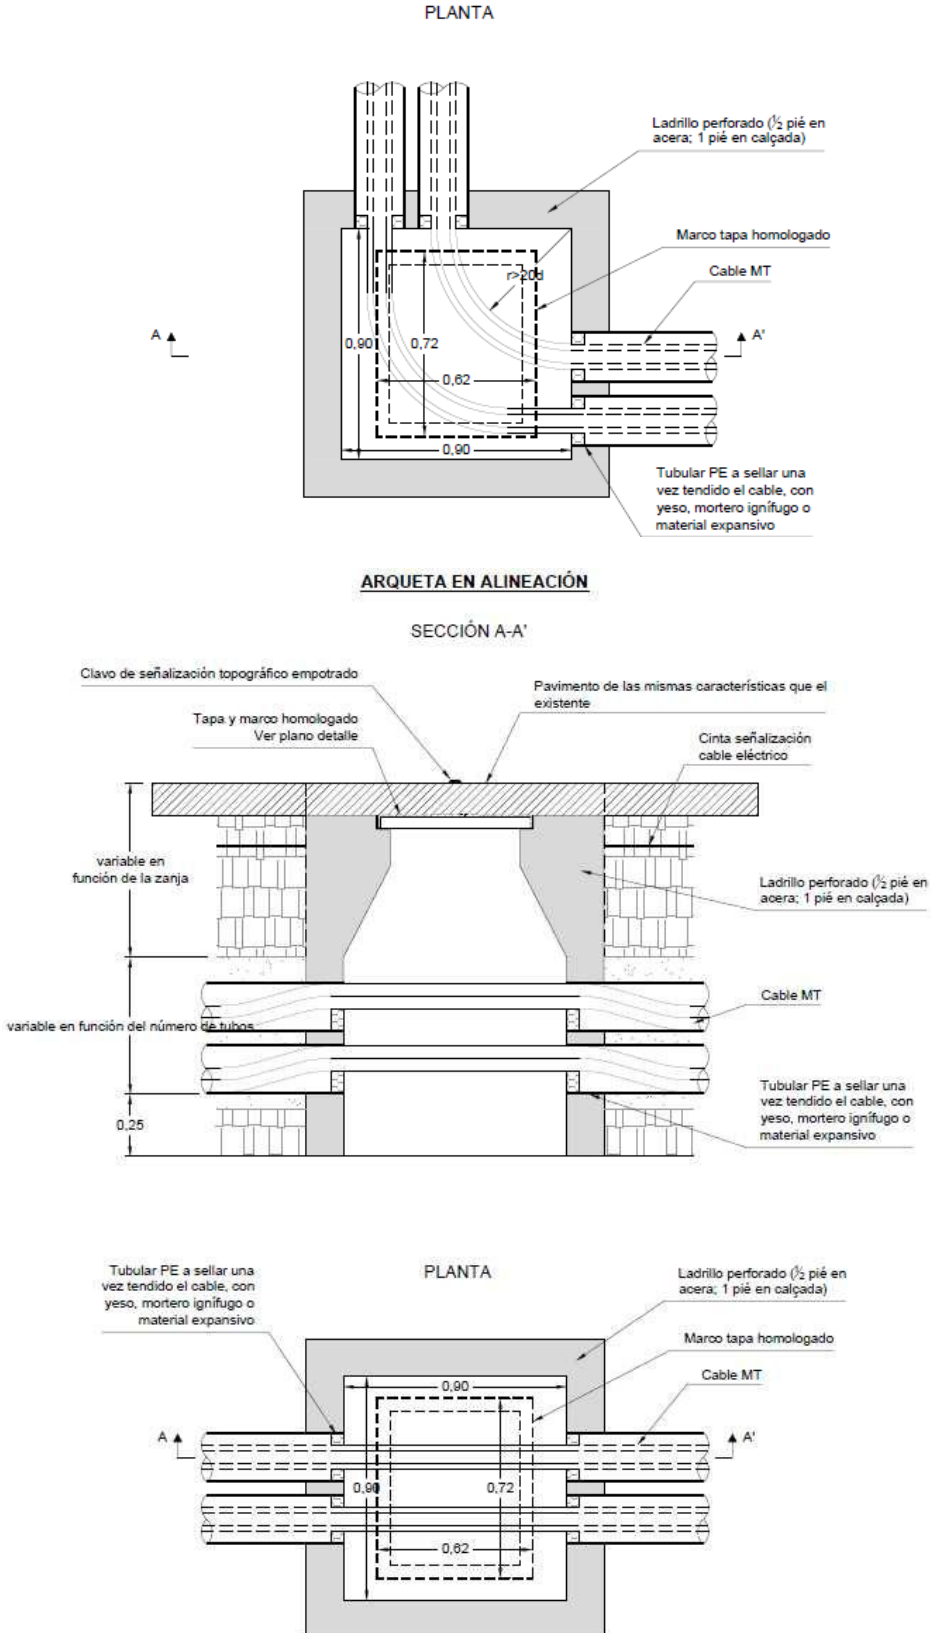 PLANTA
Ladrillo perforado (½ pié en
acera; 1 pié en calçada)
Marco tapa homologado
Cable MT
r>20d
A
A'
0,90
0,72
0,62
0,90
Tubular PE a sellar una
vez tendido el cable, con
yeso, mortero ignífugo o
material expansivo
ARQUETA EN ALINEACIÓN
SECCIÓN A-A'
Clavo de señalización topográfico empotrado
Pavimento de las mismas características que el
existente
Tapa y marco homologado
Ver plano detalle
Cinta señalización
cable eléctrico
variable en
función de la zanja
Ladrillo perforado (½ pié en
acera; 1 pié en calçada)
Cable MT
variable en función del número de tubos
Tubular PE a sellar una
vez tendido el cable, con
yeso, mortero ignífugo o
material expansivo
0,25
Tubular PE a sellar una
vez tendido el cable, con
yeso, mortero ignífugo o
material expansivo
PLANTA
Ladrillo perforado (½ pié en
acera; 1 pié en calçada)
Marco tapa homologado
Cable MT
0,90
A
A'
0,90
0,72
0,62